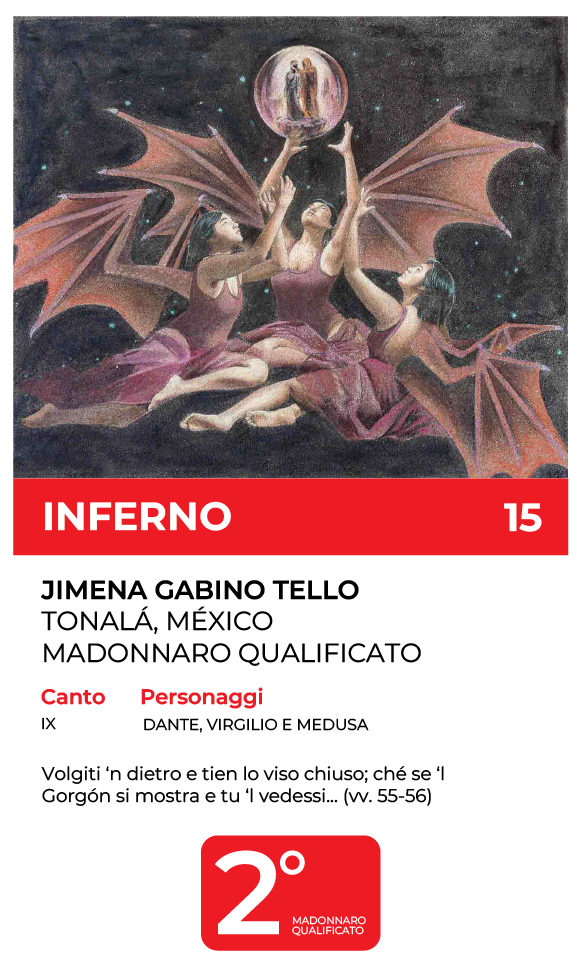 INFERNO 15
JIMENA GABINO TELLO
TONALÁ, MÉXICO
MADONNARO QUALIFICATO
Canto Personaggi
IX DANTE, VIRGILIO E MEDUSA
Volgiti ‘n dietro e tien lo viso chiuso; ché se ‘l
Gorgón si mostra e tu ‘l vedessi... (vv. 55-56)
2°
MADONNARO
QUALIFICATO